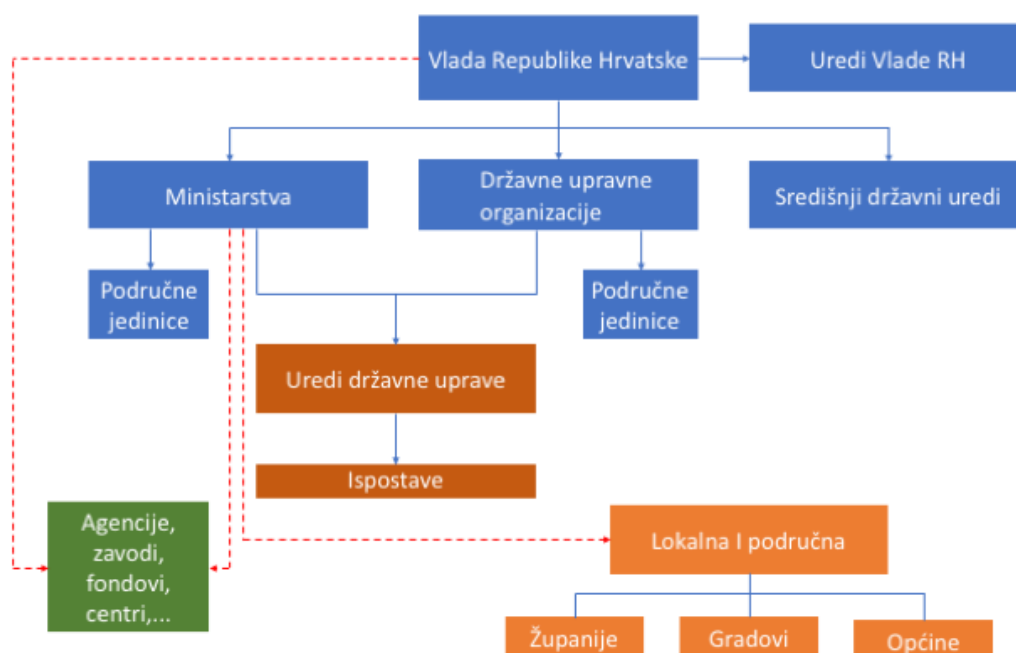 Vlada Republike Hrvatske
Uredi Vlade RH
Ministarstva
Državne upravne
organizacije
Središnji državni uredi
Područne
jedinice
Područne
jedinice
Uredi državne uprave
Ispostave
Agencije,
zavodi,
fondovi,
centri,...
Lokalna I područna
Županije
Gradovi
Općine